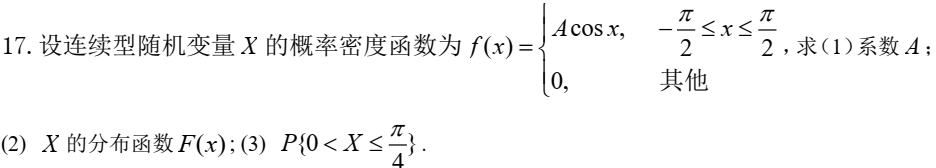 17. 设连续型随机变量 X 的概率密度函数为 f(x) = { A cos x, -π/2 ≤ x ≤ π/2 ; 0, 其他 , 求(1)系数 A;
(2) X 的分布函数 F(x); (3) P{0 < X ≤ π/4} .